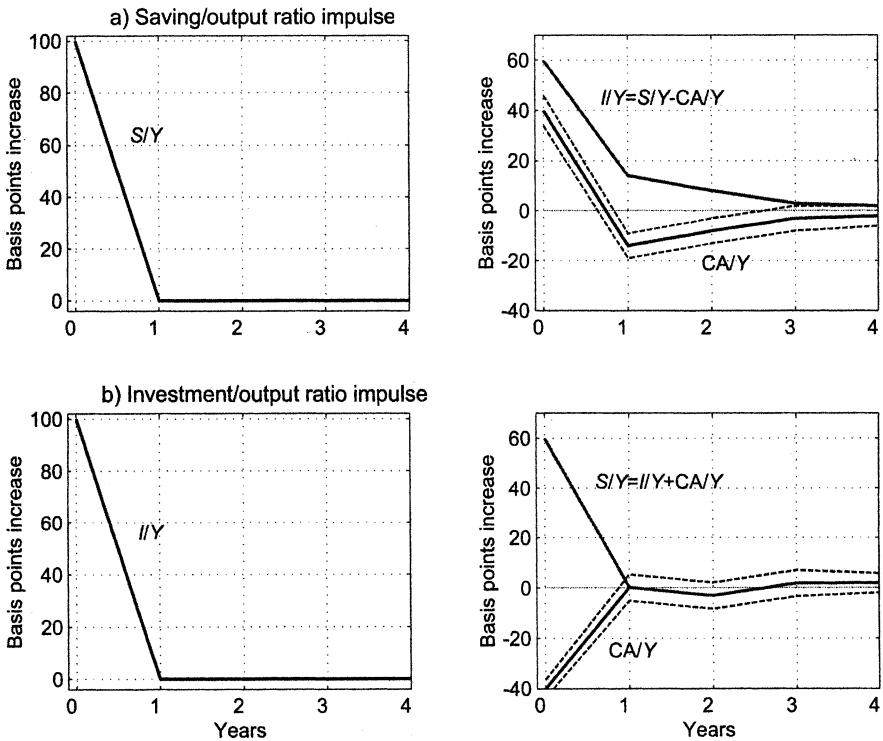 a) Saving/output ratio impulse
Basis points increase
100
80
60
40
20
0
S/Y
0 1 2 3 4
Basis points increase
60
40
20
0
-20
-40
I/Y=S/Y-CA/Y
CA/Y
0 1 2 3 4
b) Investment/output ratio impulse
Basis points increase
100
80
60
40
20
0
I/Y
0 1 2 3 4
Years
Basis points increase
60
40
20
0
-20
-40
S/Y=I/Y+CA/Y
CA/Y
0 1 2 3 4
Years